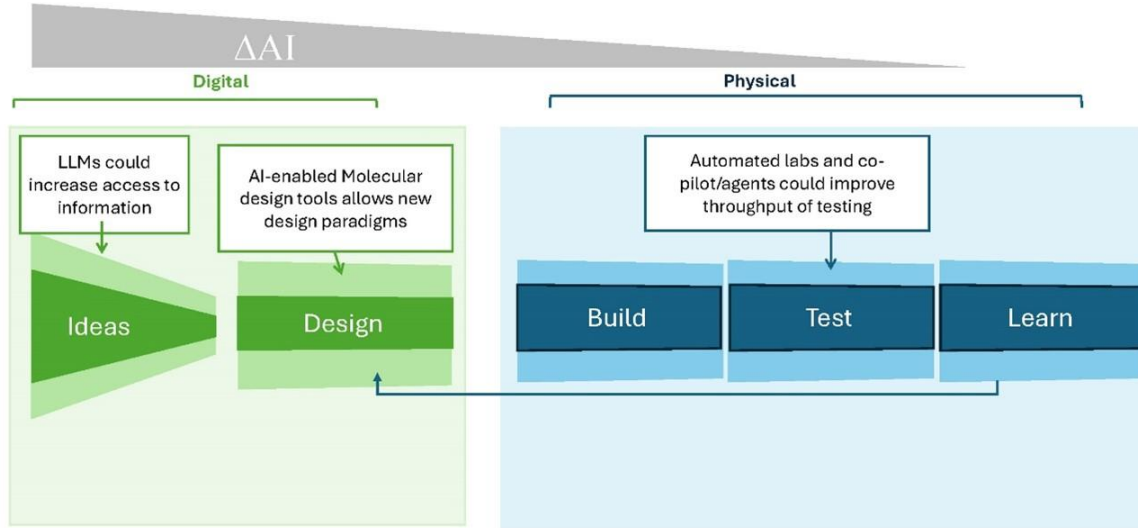 ΔAI
Digital
Physical
LLMs could
increase access to
information
AI-enabled Molecular
design tools allows new
design paradigms
Automated labs and co-
pilot/agents could improve
throughput of testing
Ideas
Design
Build
Test
Learn